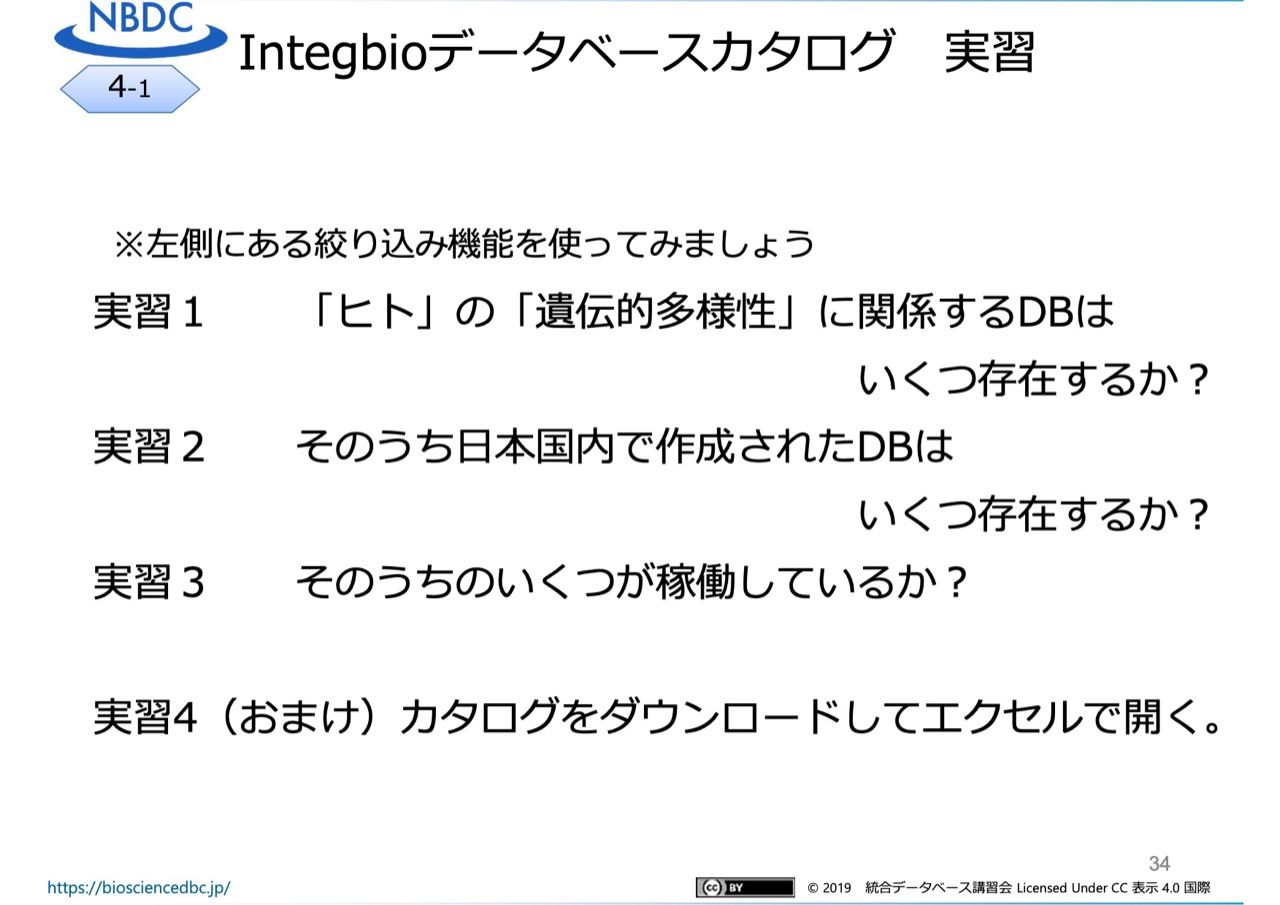 NBDC
Integbioデータベースカタログ　実習
4-1
※左側にある絞り込み機能を使ってみましょう
実習１　「ヒト」の「遺伝的多様性」に関係するDBは
いくつ存在するか？
実習２　そのうち日本国内で作成されたDBは
いくつ存在するか？
実習３　そのうちのいくつが稼働しているか？
実習4（おまけ）カタログをダウンロードしてエクセルで開く。
34
https://biosciencedbc.jp/
cc BY © 2019　統合データベース講習会 Licensed Under CC 表示 4.0 国際